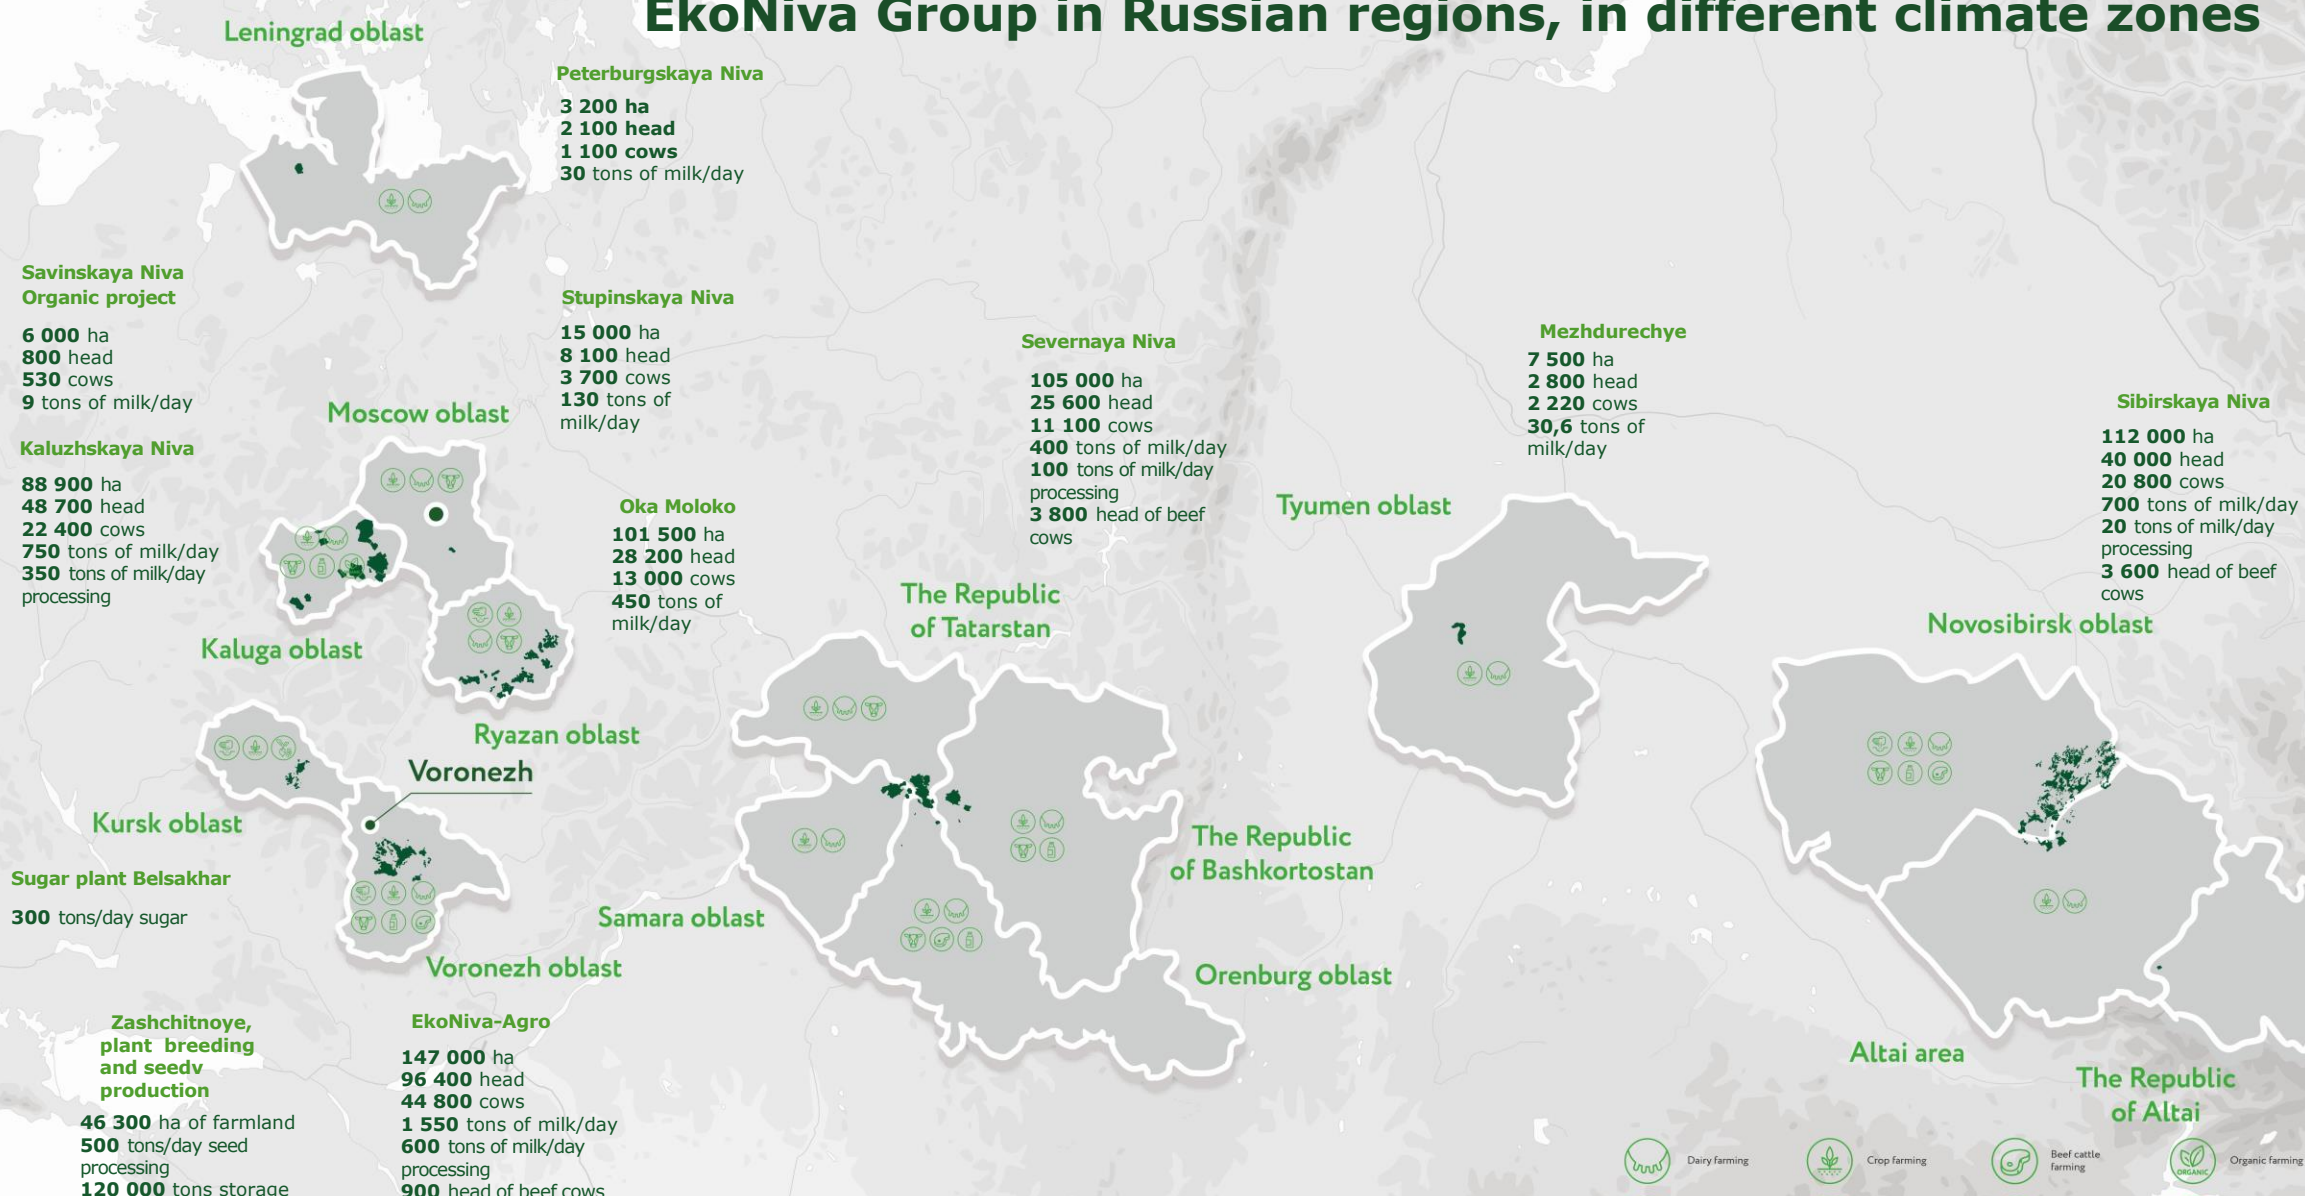 EkoNiva Group in Russian regions, in different climate zones
Leningrad oblast
Peterburgskaya Niva
3 200 ha
2 100 head
1 100 cows
30 tons of milk/day
Savinskaya Niva
Organic project
6 000 ha
800 head
530 cows
9 tons of milk/day
Stupinskaya Niva
15 000 ha
8 100 head
3 700 cows
130 tons of
milk/day
Moscow oblast
Kaluzhskaya Niva
88 900 ha
48 700 head
22 400 cows
750 tons of milk/day
350 tons of milk/day
processing
Kaluga oblast
Oka Moloko
101 500 ha
28 200 head
13 000 cows
450 tons of
milk/day
Ryazan oblast
Severnaya Niva
105 000 ha
25 600 head
11 100 cows
400 tons of milk/day
100 tons of milk/day
processing
3 800 head of beef
cows
The Republic
of Tatarstan
Mezhdurechye
7 500 ha
2 800 head
2 220 cows
30,6 tons of
milk/day
Tyumen oblast
Sibirskaya Niva
112 000 ha
40 000 head
20 800 cows
700 tons of milk/day
20 tons of milk/day
processing
3 600 head of beef
cows
Novosibirsk oblast
Voronezh
Kursk oblast
Sugar plant Belsakhar
300 tons/day sugar
Voronezh oblast
Samara oblast
The Republic
of Bashkortostan
Orenburg oblast
Altai area
The Republic
of Altai
Zashchitnoye,
plant breeding
and seedv
production
46 300 ha of farmland
500 tons/day seed
processing
120 000 tons storage
EkoNiva-Agro
147 000 ha
96 400 head
44 800 cows
1 550 tons of milk/day
600 tons of milk/day
processing
900 head of beef cows
Dairy farming
Crop farming
Beef cattle
farming
ORGANIC
Organic farming